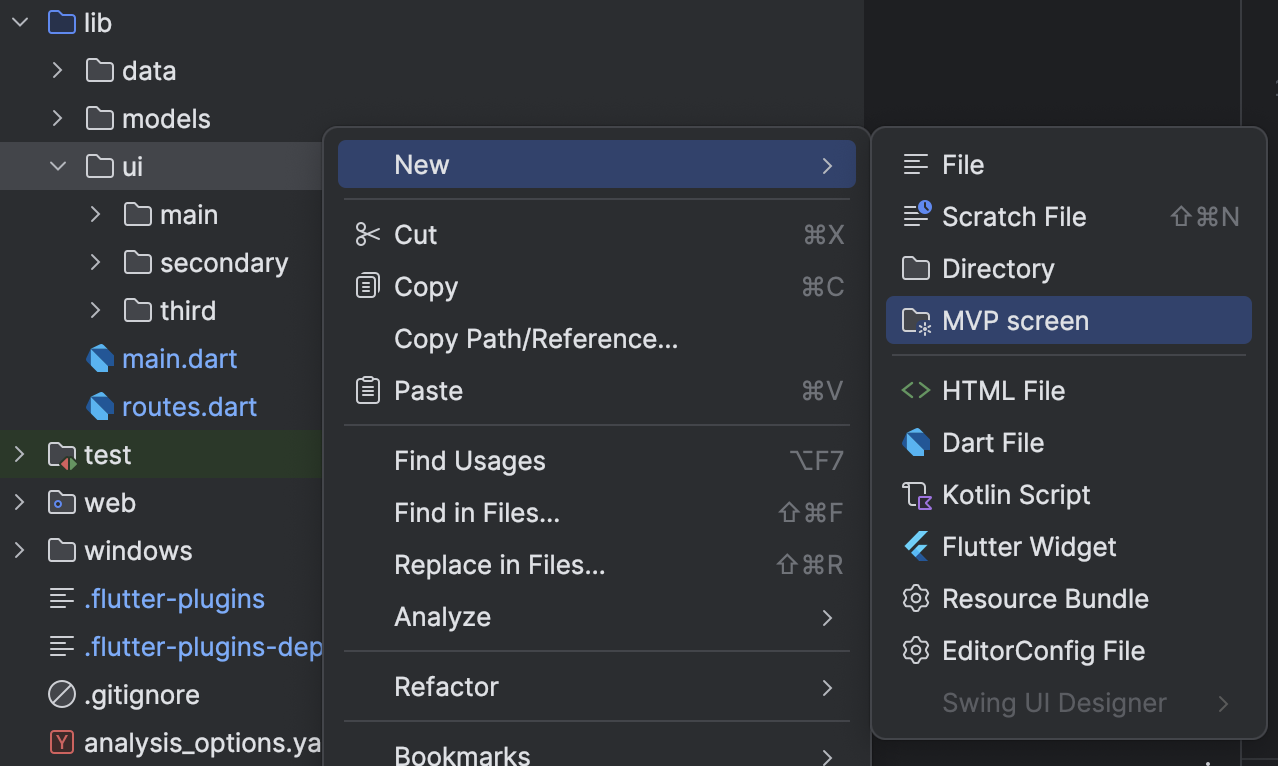 lib
data
models
ui
main
secondary
third
main.dart
routes.dart
test
web
windows
.flutter-plugins
.flutter-plugins-dep
.gitignore
analysis_options.ya
New
Cut ⌘X
Copy ⌘C
Copy Path/Reference...
Paste ⌘V
Find Usages ⌥F7
Find in Files... ⇧⌘F
Replace in Files... ⇧⌘R
Analyze
Refactor
Bookmarks
File
Scratch File ⇧⌘N
Directory
MVP screen
HTML File
Dart File
Kotlin Script
Flutter Widget
Resource Bundle
EditorConfig File
Swing UI Designer